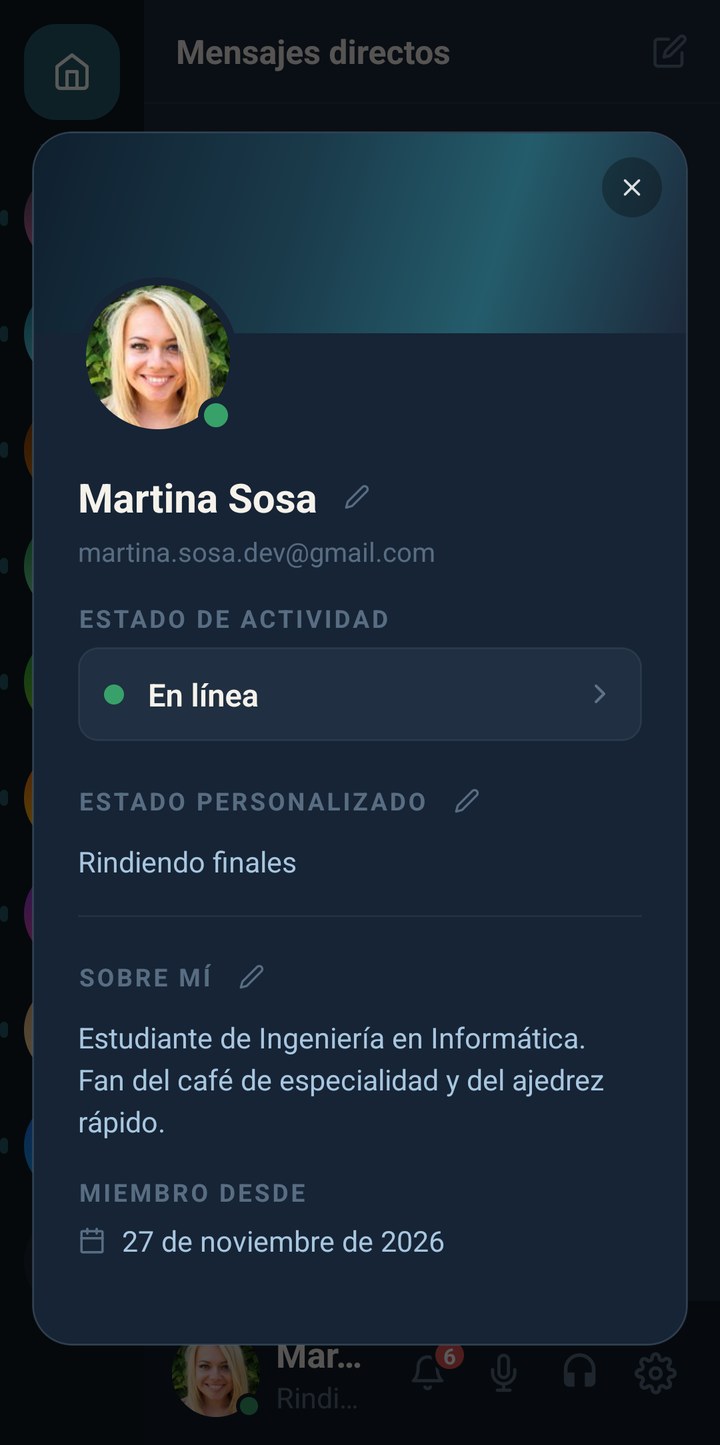 Mensajes directos
Martina Sosa
martina.sosa.dev@gmail.com
ESTADO DE ACTIVIDAD
En línea
ESTADO PERSONALIZADO
Rindiendo finales
SOBRE MÍ
Estudiante de Ingeniería en Informática.
Fan del café de especialidad y del ajedrez
rápido.
MIEMBRO DESDE
27 de noviembre de 2026
Mar...
6
Rindi...